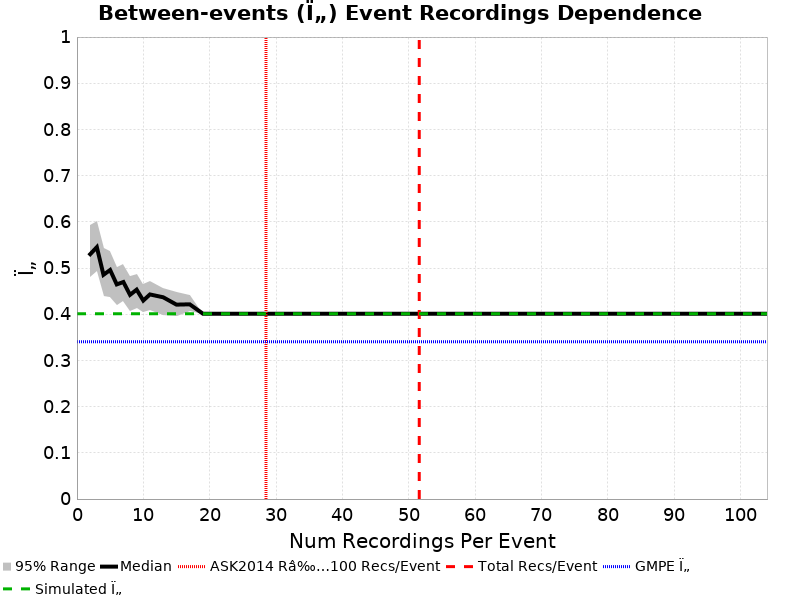 Between-events (Ï„) Event Recordings Dependence
1
0.9
0.8
0.7
0.6
0.5
0.4
0.3
0.2
0.1
0
Ï„
0 10 20 30 40 50 60 70 80 90 100
Num Recordings Per Event
95% Range Median ASK2014 Râ‰…100 Recs/Event Total Recs/Event GMPE Ï„
Simulated Ï„